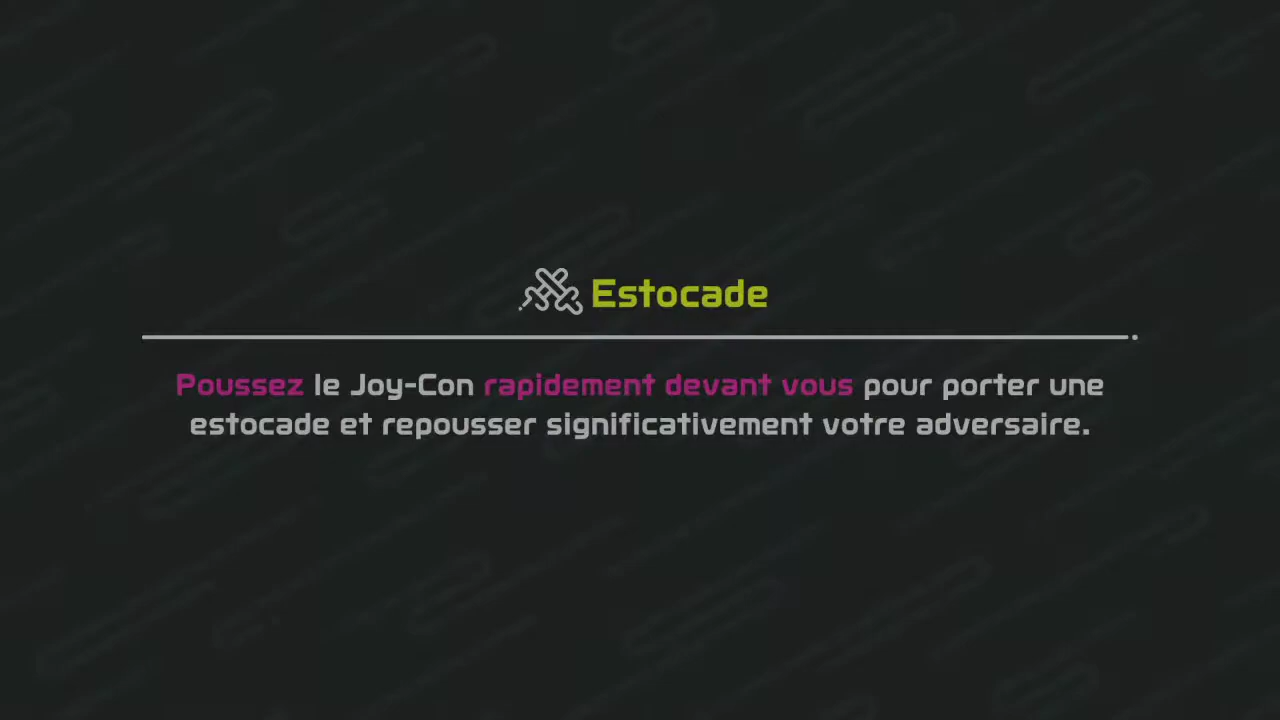 Estocade
Poussez le Joy-Con rapidement devant vous pour porter une
estocade et repousser significativement votre adversaire.